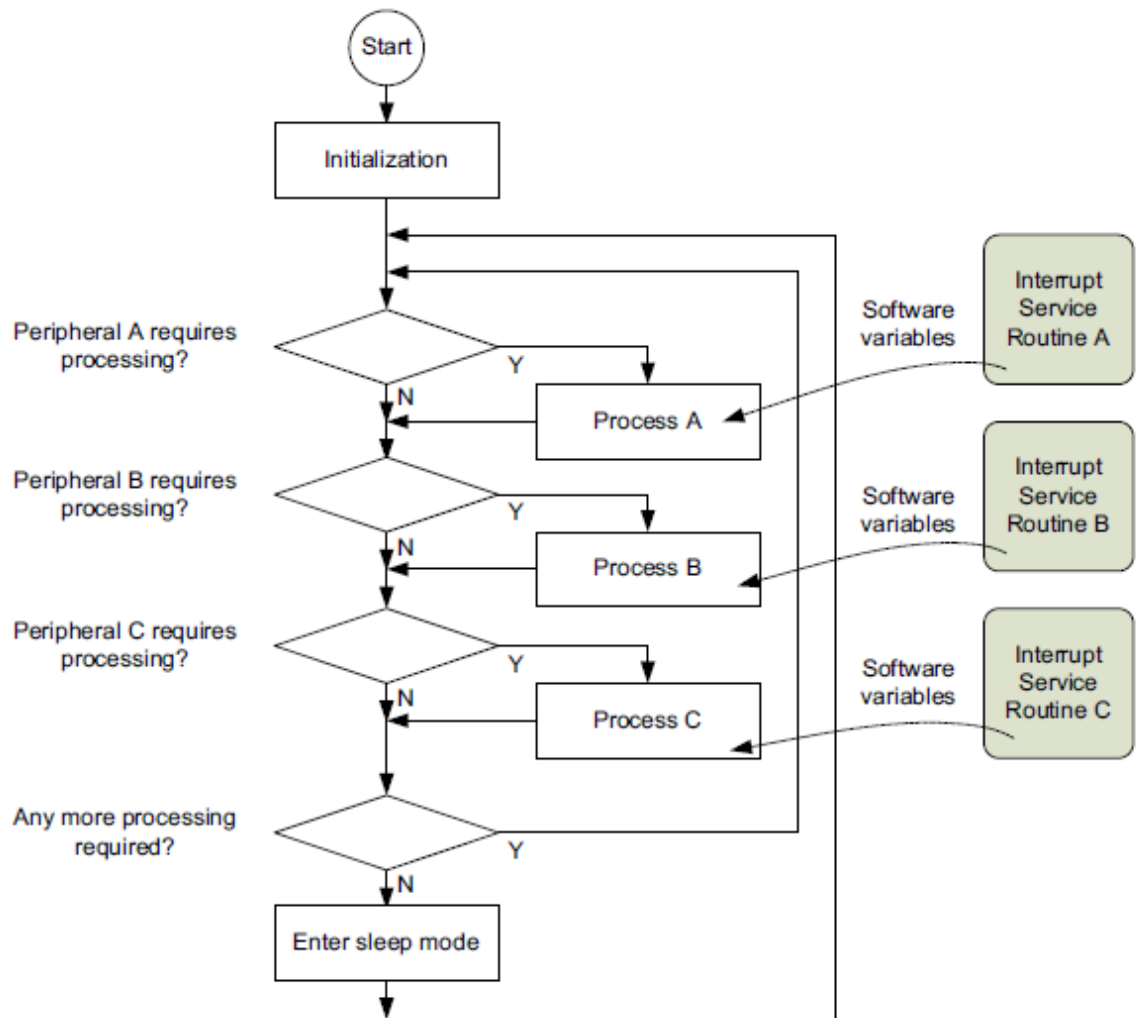 Start
Initialization
Peripheral A requires
processing?
Y
N
Process A
Software
variables
Interrupt
Service
Routine A
Peripheral B requires
processing?
Y
N
Process B
Software
variables
Interrupt
Service
Routine B
Peripheral C requires
processing?
Y
N
Process C
Software
variables
Interrupt
Service
Routine C
Any more processing
required?
Y
N
Enter sleep mode